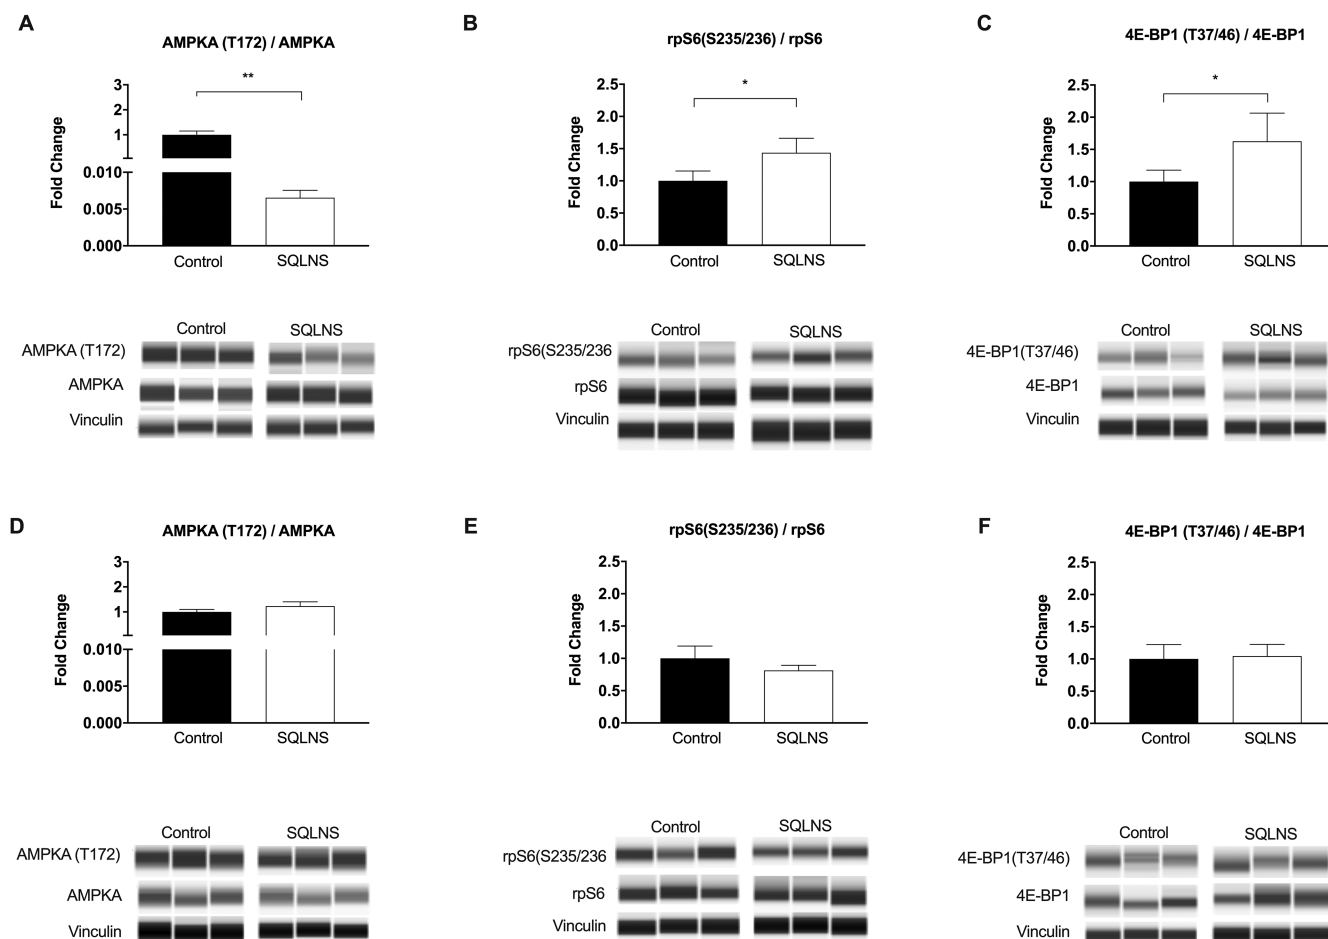 A
AMPKA (T172) / AMPKA
**
Fold Change
3
2
1
0.010
0.005
0.000
Control
SQLNS
Control
SQLNS
AMPKA (T172)
AMPKA
Vinculin
B
rpS6(S235/236) / rpS6
*
Fold Change
2.5
2.0
1.5
1.0
0.5
0.0
Control
SQLNS
Control
SQLNS
rpS6(S235/236
rpS6
Vinculin
C
4E-BP1 (T37/46) / 4E-BP1
*
Fold Change
2.5
2.0
1.5
1.0
0.5
0.0
Control
SQLNS
Control
SQLNS
4E-BP1(T37/46)
4E-BP1
Vinculin
D
AMPKA (T172) / AMPKA
Fold Change
3
2
1
0.010
0.005
0.000
Control
SQLNS
Control
SQLNS
AMPKA (T172)
AMPKA
Vinculin
E
rpS6(S235/236) / rpS6
Fold Change
2.5
2.0
1.5
1.0
0.5
0.0
Control
SQLNS
Control
SQLNS
rpS6(S235/236
rpS6
Vinculin
F
4E-BP1 (T37/46) / 4E-BP1
Fold Change
2.5
2.0
1.5
1.0
0.5
0.0
Control
SQLNS
Control
SQLNS
4E-BP1(T37/46)
4E-BP1
Vinculin